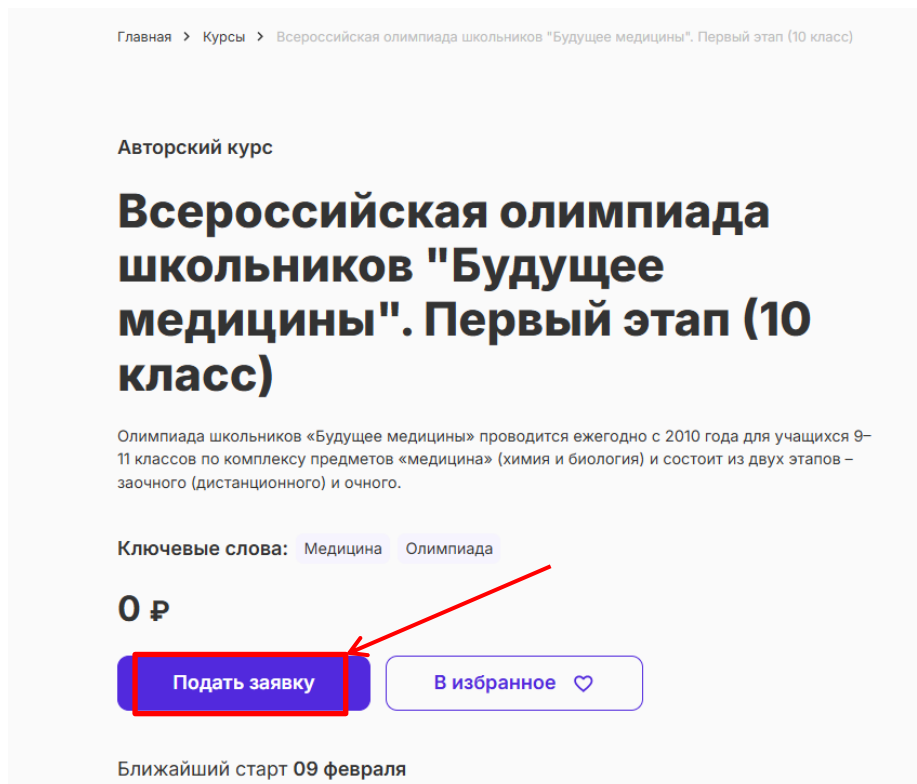 Главная > Курсы > Всероссийская олимпиада школьников "Будущее медицины". Первый этап (10 класс)
Авторский курс
Всероссийская олимпиада
школьников "Будущее
медицины". Первый этап (10
класс)
Олимпиада школьников «Будущее медицины» проводится ежегодно с 2010 года для учащихся 9–
11 классов по комплексу предметов «медицина» (химия и биология) и состоит из двух этапов –
заочного (дистанционного) и очного.
Ключевые слова: Медицина Олимпиада
0 ₽
Подать заявку В избранное
Ближайший старт 09 февраля